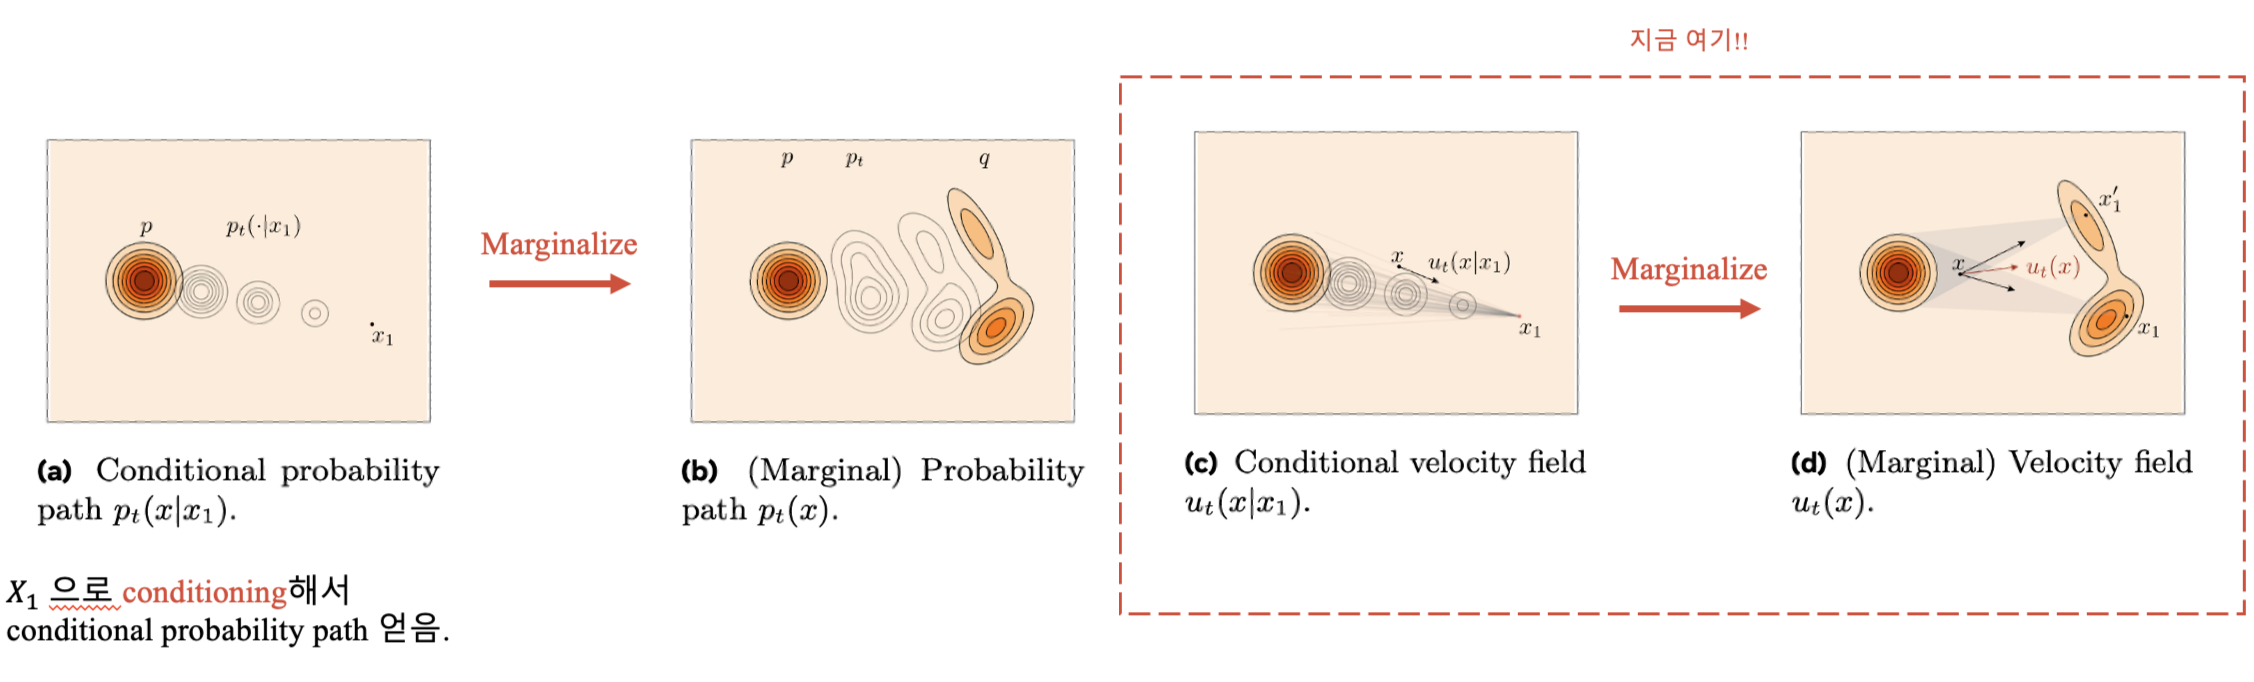 지금 여기!!
p
p_t(·|x_1)
x_1
Marginalize
p
p_t
q
x
u_t(x|x_1)
x_1
Marginalize
x
u_t(x)
x'_1
x_1
(a) Conditional probability
path p_t(x|x_1).
(b) (Marginal) Probability
path p_t(x).
(c) Conditional velocity field
u_t(x|x_1).
(d) (Marginal) Velocity field
u_t(x).
X_1 으로 conditioning해서
conditional probability path 얻음.